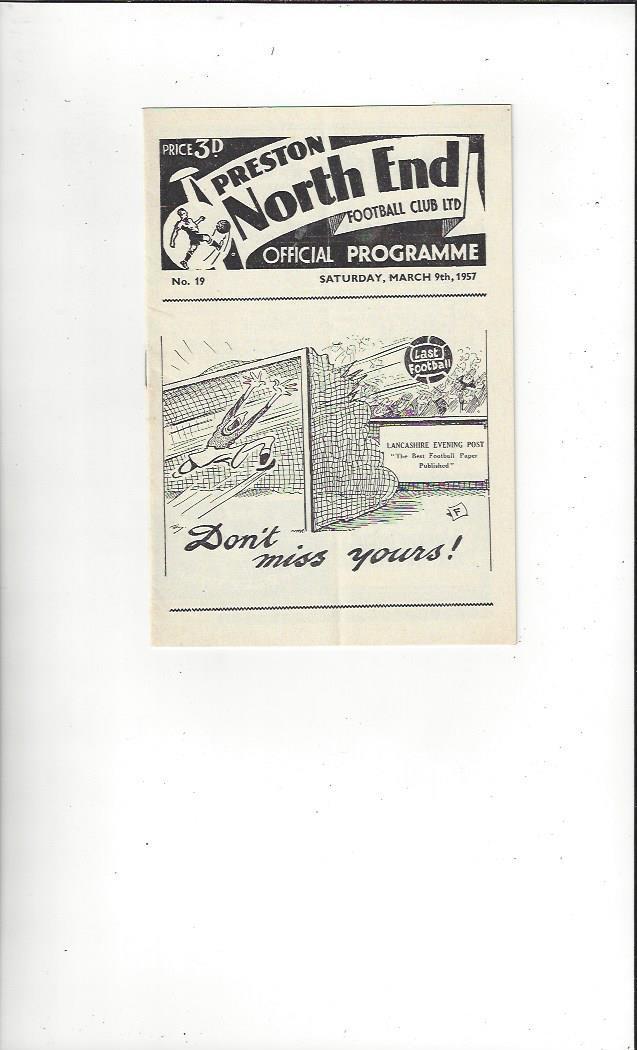 PRICE 3D
PRESTON
North End
FOOTBALL CLUB LTD
OFFICIAL PROGRAMME
No. 19
SATURDAY, MARCH 9th, 1957
Last
Football
LANCASHIRE EVENING POST
"The Best Football Paper
Published"
F
Don't
miss yours!